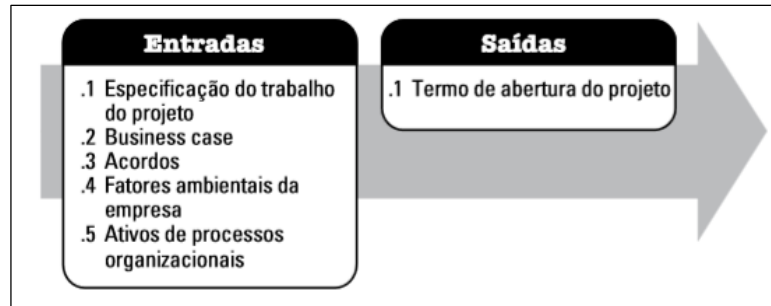 Entradas
.1 Especificação do trabalho
do projeto
.2 Business case
.3 Acordos
.4 Fatores ambientais da
empresa
.5 Ativos de processos
organizacionais
Saídas
.1 Termo de abertura do projeto